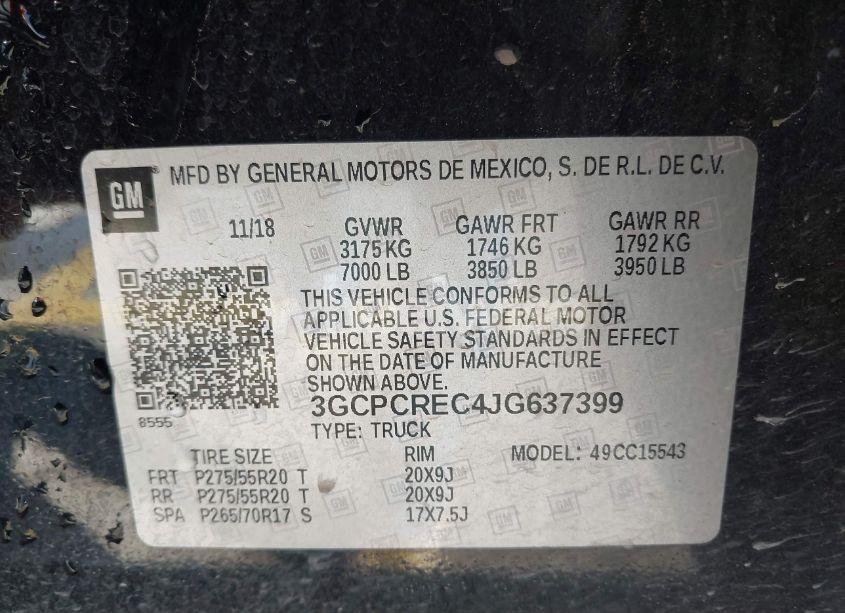 GM
MFD BY GENERAL MOTORS DE MEXICO, S. DE R.L. DE C.V.
11/18 GVWR GAWR FRT GAWR RR
3175 KG 1746 KG 1792 KG
7000 LB 3850 LB 3950 LB
THIS VEHICLE CONFORMS TO ALL
APPLICABLE U.S. FEDERAL MOTOR
VEHICLE SAFETY STANDARDS IN EFFECT
ON THE DATE OF MANUFACTURE
SHOWN ABOVE.
8555
3GCPCREC4JG637399
TYPE: TRUCK
TIRE SIZE RIM MODEL: 49CC15543
FRT P275/55R20 T 20X9J
RR P275/55R20 T 20X9J
SPA P265/70R17 S 17X7.5J